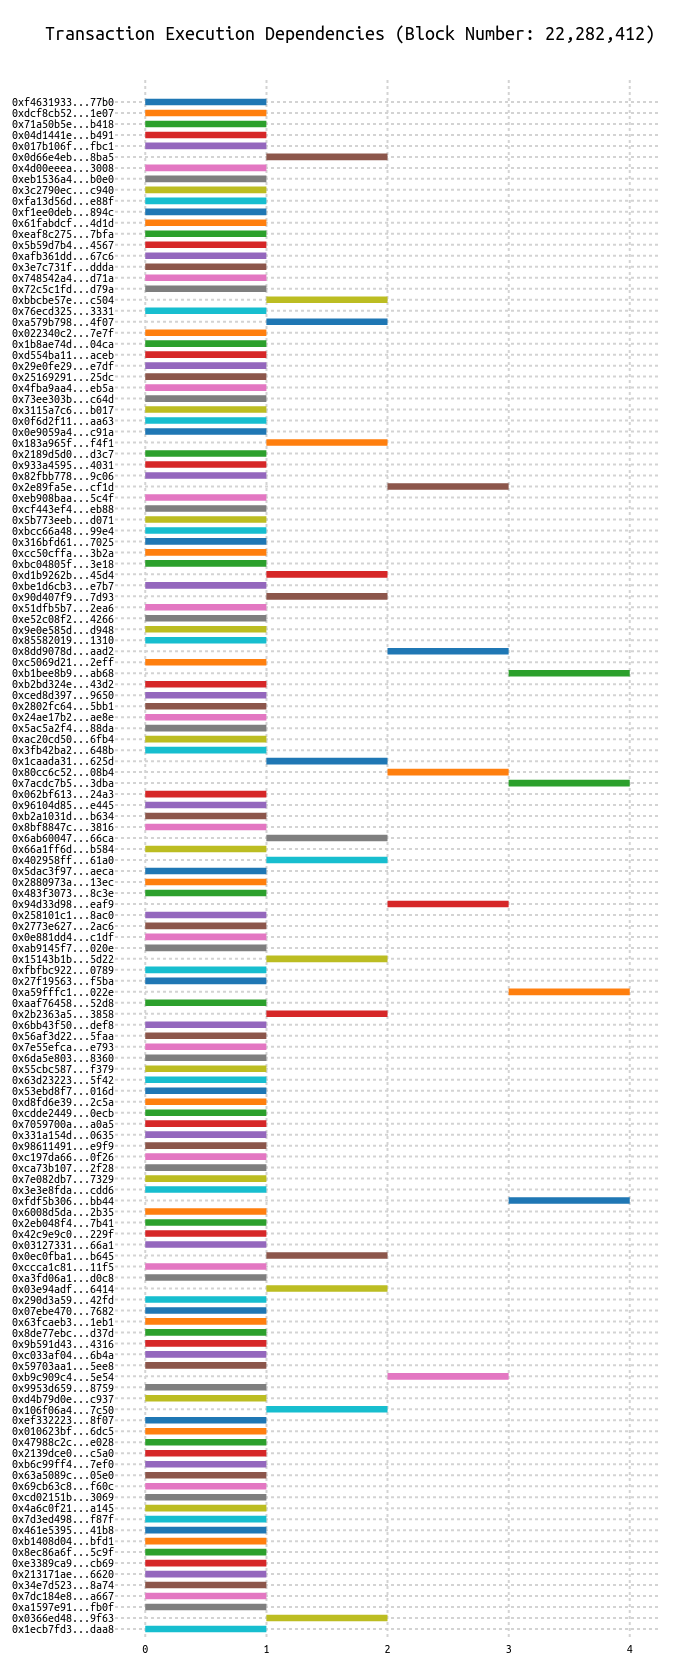 Transaction Execution Dependencies (Block Number: 22,282,412)
0xf4631933...77b0
0xdcf8cb52...1e07
0x71a50b5e...b418
0x04d1441e...b491
0x017b106f...fbc1
0x0d66e4eb...8ba5
0x4d00eeea...3008
0xeb1536a4...b0e0
0x3c2790ec...c940
0xfa13d56d...e88f
0xf1ee0deb...894c
0x61fabdcf...4d1d
0xeaf8c275...7bfa
0x5b59d7b4...4567
0xafb361dd...67c6
0x3e7c731f...ddda
0x748542a4...d71a
0x72c5c1fd...d79a
0xbbcbe57e...c504
0x76ecd325...3331
0xa579b798...4f07
0x022340c2...7e7f
0x1b8ae74d...04ca
0xd554ba11...aceb
0x29e0fe29...e7df
0x25169291...25dc
0x4fba9aa4...eb5a
0x73ee303b...c64d
0x3115a7c6...b017
0x0f6d2f11...aa63
0x0e9059a4...c91a
0x183a965f...f4f1
0x2189d5d0...d3c7
0x933a4595...4031
0x82fbb778...9c06
0x2e89fa5e...cf1d
0xeb908baa...5c4f
0xcf443ef4...eb88
0x5b773eeb...d071
0xbcc66a48...99e4
0x316bfd61...7025
0xcc50cffa...3b2a
0xbc04805f...3e18
0xd1b9262b...45d4
0xbe1d6cb3...e7b7
0x90d407f9...7d93
0x51dfb5b7...2ea6
0xe52c08f2...4266
0x9e0e585d...d948
0x85582019...1310
0x8dd9078d...aad2
0xc5069d21...2eff
0xb1bee8b9...ab68
0xb2bd324e...43d2
0xced8d397...9650
0x2802fc64...5bb1
0x24ae17b2...ae8e
0x5ac5a2f4...88da
0xac20cd50...6fb4
0x3fb42ba2...648b
0x1caada31...625d
0x80cc6c52...08b4
0x7acdc7b5...3dba
0x062bf613...24a3
0x96104d85...e445
0xb2a1031d...b634
0x8bf8847c...3816
0x6ab60047...66ca
0x66a1ff6d...b584
0x402958ff...61a0
0x5dac3f97...aeca
0x2880973a...13ec
0x483f3073...8c3e
0x94d33d98...eaf9
0x258101c1...8ac0
0x2773e627...2ac6
0x0e881dd4...c1df
0xab9145f7...020e
0x15143b1b...5d22
0xfbfbc922...0789
0x27f19563...f5ba
0xa59fffc1...022e
0xaaf76458...52d8
0x2b2363a5...3858
0x6bb43f50...def8
0x56af3d22...5faa
0x7e55efca...e793
0x6da5e803...8360
0x55cbc587...f379
0x63d23223...5f42
0x53ebd8f7...016d
0xd8fd6e39...2c5a
0xcdde2449...0ecb
0x7059700a...a0a5
0x331a154d...0635
0x98611491...e9f9
0xc197da66...0f26
0xca73b107...2f28
0x7e082db7...7329
0x3e3e8fda...cdd6
0xfdf5b306...bb44
0x6008d5da...2b35
0x2eb048f4...7b41
0x42c9e9c0...229f
0x03127331...66a1
0x0ec0fba1...b645
0xccca1c81...11f5
0xa3fd06a1...d0c8
0x03e94adf...6414
0x290d3a59...42fd
0x07ebe470...7682
0x63fcaeb3...1eb1
0x8de77ebc...d37d
0x9b591d43...4316
0xc033af04...6b4a
0x59703aa1...5ee8
0xb9c909c4...5e54
0x9953d659...8759
0xd4b79d0e...c937
0x106f06a4...7c50
0xef332223...8f07
0x010623bf...6dc5
0x47988c2c...e028
0x2139dce0...c5a0
0xb6c99ff4...7ef0
0x63a5089c...05e0
0x69cb63c8...f60c
0xcd02151b...3069
0x4a6c0f21...a145
0x7d3ed498...f87f
0x461e5395...41b8
0xb1408d04...bfd1
0x8ec86a6f...5c9f
0xe3389ca9...cb69
0x213171ae...6620
0x34e7d523...8a74
0x7dc184e8...a667
0xa1597e91...fb0f
0x0366ed48...9f63
0x1ecb7fd3...daa8
0 1 2 3 4